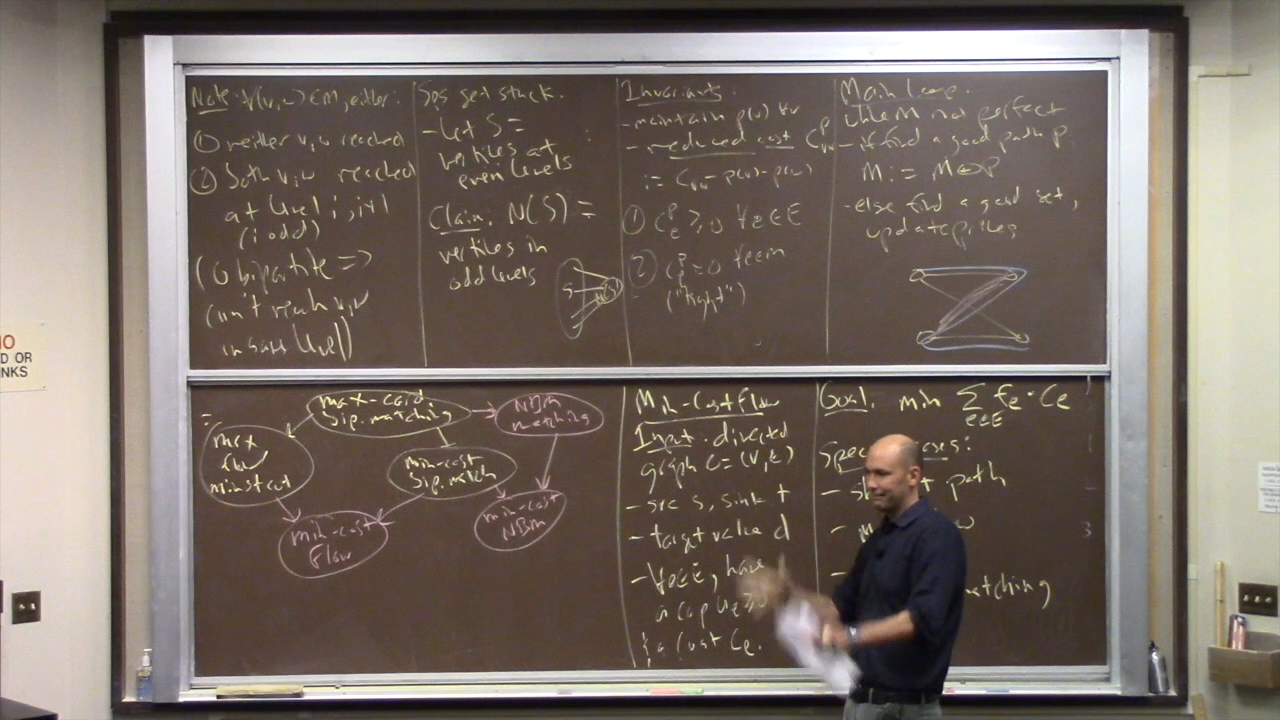 Note: ∀(v,w)∈M, either:
① neither v,w reached
② both v,w reached
at level i, i+1
(i odd)
(G bipartite =>
can't reach v,w
in same level)
Sps get stuck.
- Let S =
vertices at
even levels
Claim: N(S) =
vertices in
odd levels
S
N(S)
Invariants.
- maintain p(v) ∀v
- reduced cost C^p_vw
:= C_vw - p(v) - p(w)
① C^p_e ≥ 0 ∀e∈E
② C^p_e = 0 ∀e∈M
("tight")
Main Loop.
while M not perfect
- if find a good path P
M := M⊕P
- else find a good set,
update prices
max-card
bip. matching
NBM
matching
max
flow
min s-t cut
min-cost
bip. match
min-cost
flow
min-cost
NBM
Min-Cost Flow
Input: directed
graph G=(V,E)
- src s, sink t
- target value d
- ∀e∈E, have
a cap u_e ≥
& a cost c_e.
Goal: min Σ_{e∈E} f_e · c_e
path
matching
NO
D OR
NKS